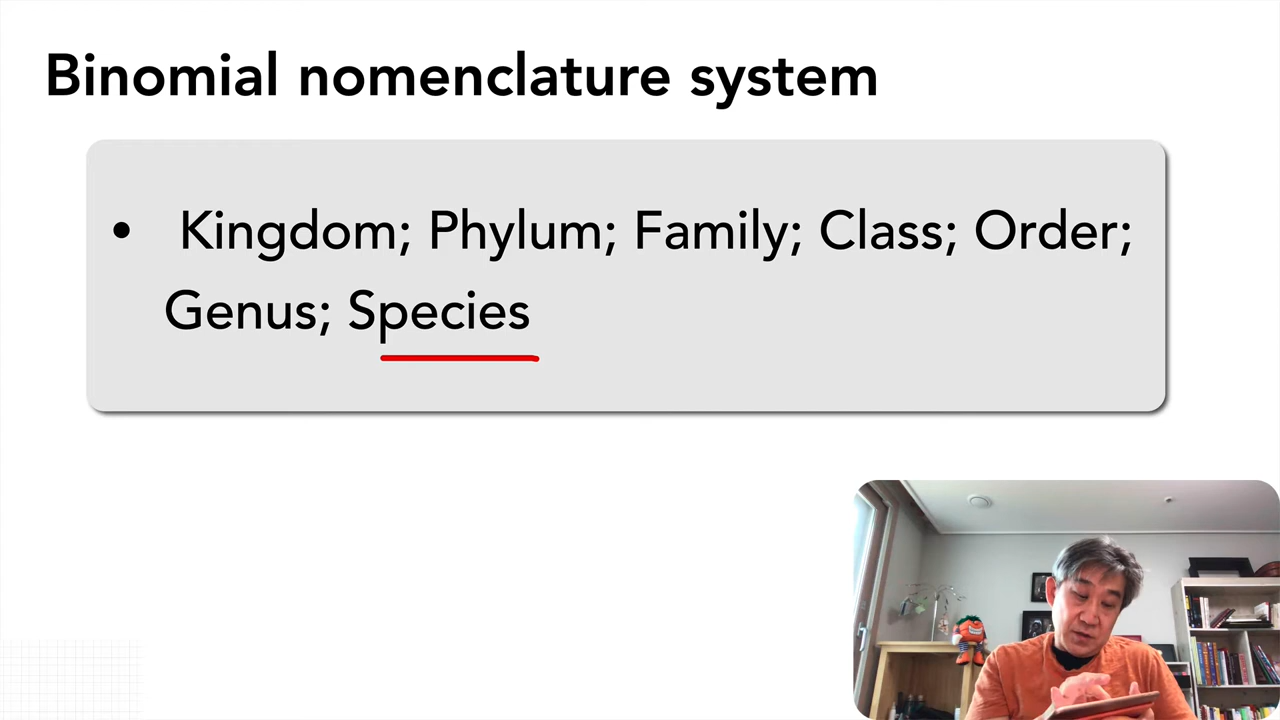 Binomial nomenclature system
• Kingdom; Phylum; Family; Class; Order;
Genus; Species